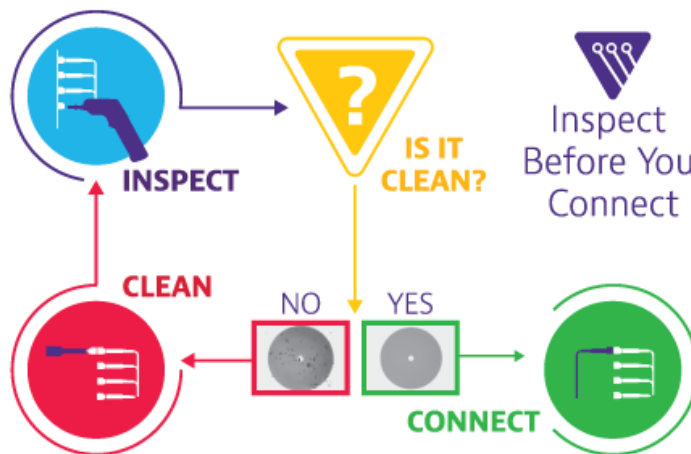 INSPECT
?
IS IT
CLEAN?
Inspect
Before You
Connect
CLEAN
NO
YES
CONNECT